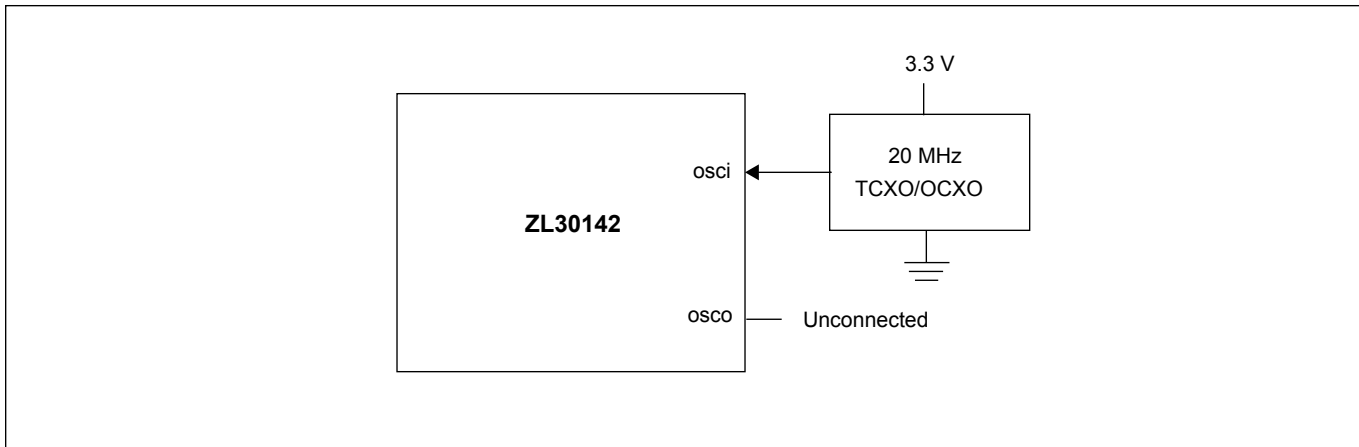 3.3 V
20 MHz
TCXO/OCXO
osci
ZL30142
osco
Unconnected